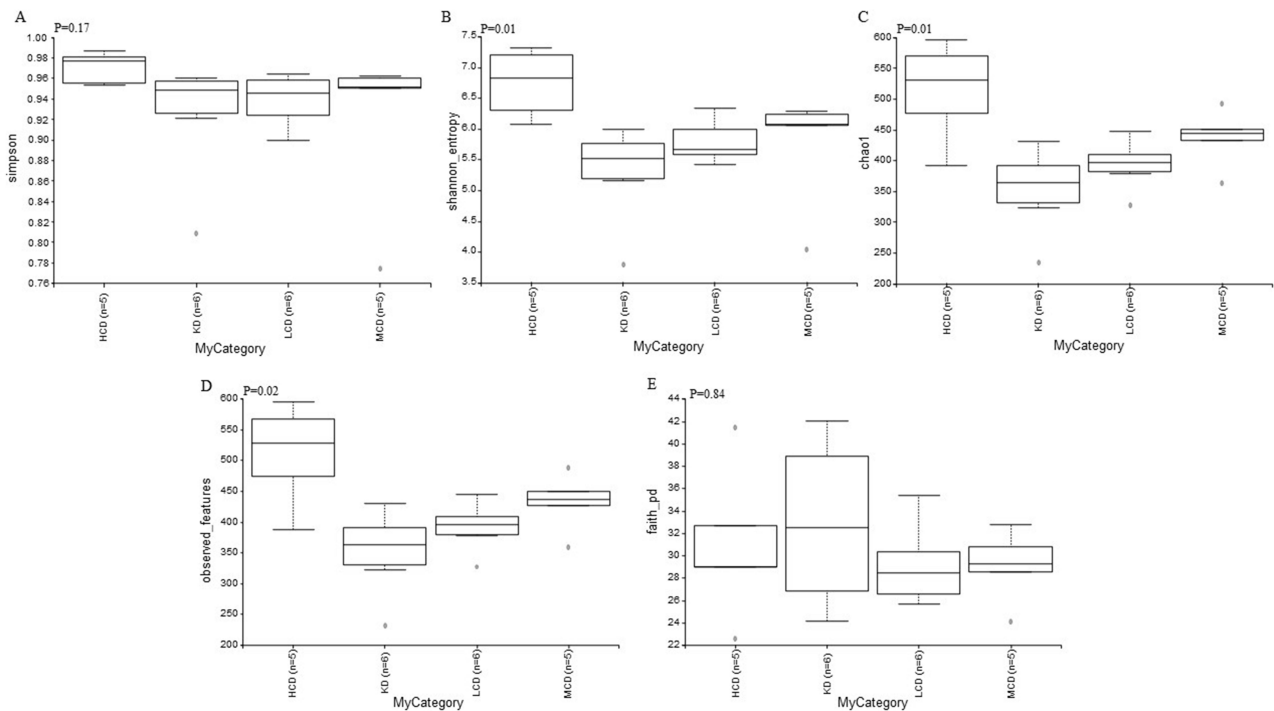 A
P=0.17
1.00
0.98
0.96
0.94
0.92
0.90
0.88
0.86
0.84
0.82
0.80
0.78
0.76
simpson
HCD (n=5)
KD (n=6)
LCD (n=6)
MCD (n=5)
MyCategory
B
P=0.01
7.5
7.0
6.5
6.0
5.5
5.0
4.5
4.0
3.5
shannon_entropy
HCD (n=5)
KD (n=6)
LCD (n=6)
MCD (n=5)
MyCategory
C
P=0.01
600
550
500
450
400
350
300
250
200
chao1
HCD (n=5)
KD (n=6)
LCD (n=6)
MCD (n=5)
MyCategory
D
P=0.02
600
550
500
450
400
350
300
250
200
observed_features
HCD (n=5)
KD (n=6)
LCD (n=6)
MCD (n=5)
MyCategory
E
P=0.84
44
42
40
38
36
34
32
30
28
26
24
22
faith_pd
HCD (n=5)
KD (n=6)
LCD (n=6)
MCD (n=5)
MyCategory